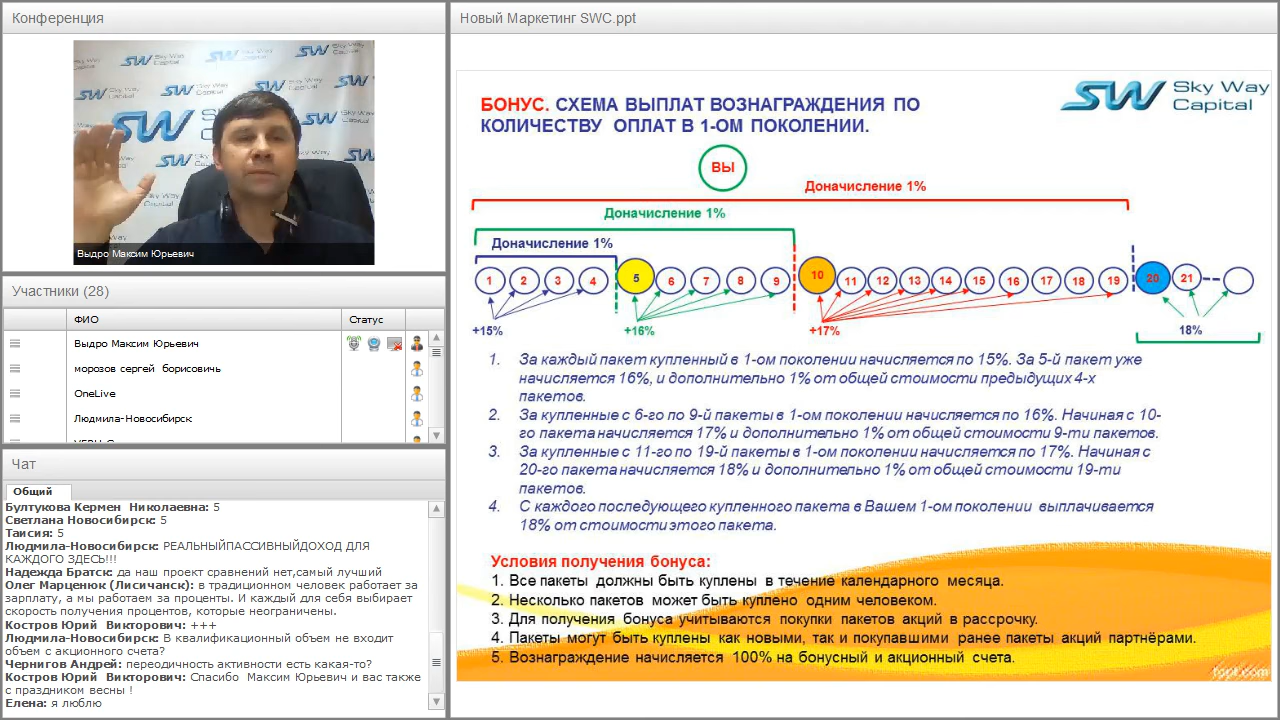 Конференция
Sky Way
Capital
SW
Выдро Максим Юрьевич
Участники (28)
ФИО
Статус
Выдро Максим Юрьевич
морозов сергей борисовичь
OneLive
Людмила-Новосибирск
Чат
Общий
Бултукова Кермен Николаевна: 5
Светлана Новосибирск: 5
Таисия: 5
Людмила-Новосибирск: РЕАЛЬНЫЙПАССИВНЫЙДОХОД ДЛЯ
КАЖДОГО ЗДЕСЬ!!!
Надежда Братск: да наш проект сравнений нет,самый лучший
Олег Марценюк (Лисичанск): в традиционном человек работает за
зарплату, а мы работаем за проценты. И каждый для себя выбирает
скорость получения процентов, которые неограничены.
Костров Юрий Викторович: +++
Людмила-Новосибирск: В квалификационный объем не входит
объем с акционного счета?
Чернигов Андрей: переодичность активности есть какая-то?
Костров Юрий Викторович: Спасибо Максим Юрьевич и вас также
с праздником весны !
Елена: я люблю
Новый Маркетинг SWC.ppt
SW Sky Way
Capital
БОНУС. СХЕМА ВЫПЛАТ ВОЗНАГРАЖДЕНИЯ ПО
КОЛИЧЕСТВУ ОПЛАТ В 1-ОМ ПОКОЛЕНИИ.
ВЫ
Доначисление 1%
Доначисление 1%
Доначисление 1%
1 2 3 4 5 6 7 8 9 10 11 12 13 14 15 16 17 18 19 20 21
+15% +16% +17% 18%
1. За каждый пакет купленный в 1-ом поколении начисляется по 15%. За 5-й пакет уже
начисляется 16%, и дополнительно 1% от общей стоимости предыдущих 4-х
пакетов.
2. За купленные с 6-го по 9-й пакеты в 1-ом поколении начисляется по 16%. Начиная с 10-
го пакета начисляется 17% и дополнительно 1% от общей стоимости 9-ти пакетов.
3. За купленные с 11-го по 19-й пакеты в 1-ом поколении начисляется по 17%. Начиная с
20-го пакета начисляется 18% и дополнительно 1% от общей стоимости 19-ти
пакетов.
4. С каждого последующего купленного пакета в Вашем 1-ом поколении выплачивается
18% от стоимости этого пакета.
Условия получения бонуса:
1. Все пакеты должны быть куплены в течение календарного месяца.
2. Несколько пакетов может быть куплено одним человеком.
3. Для получения бонуса учитываются покупки пакетов акций в рассрочку.
4. Пакеты могут быть куплены как новыми, так и покупавшими ранее пакеты акций партнёрами.
5. Вознаграждение начисляется 100% на бонусный и акционный счета.